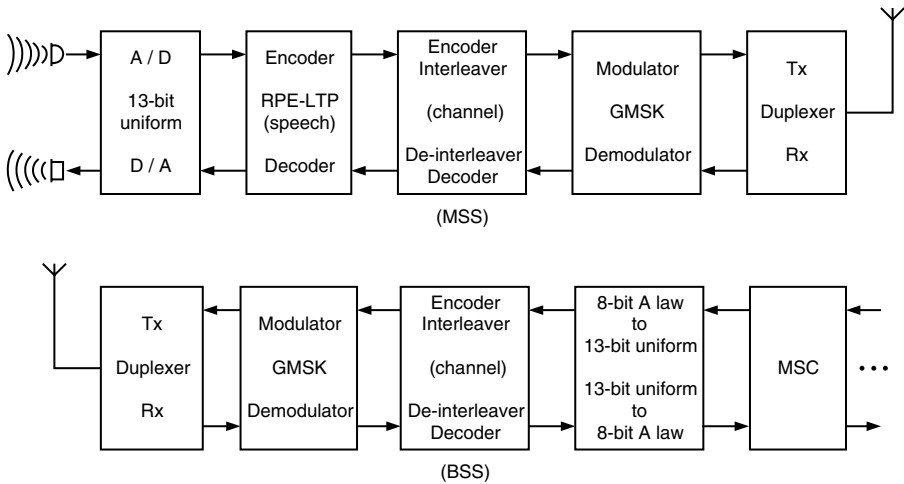 A / D
13-bit
uniform
D / A
Encoder
RPE-LTP
(speech)
Decoder
Encoder
Interleaver
(channel)
De-interleaver
Decoder
Modulator
GMSK
Demodulator
Tx
Duplexer
Rx
(MSS)
Tx
Duplexer
Rx
Modulator
GMSK
Demodulator
Encoder
Interleaver
(channel)
De-interleaver
Decoder
8-bit A law
to
13-bit uniform
13-bit uniform
to
8-bit A law
MSC
(BSS)